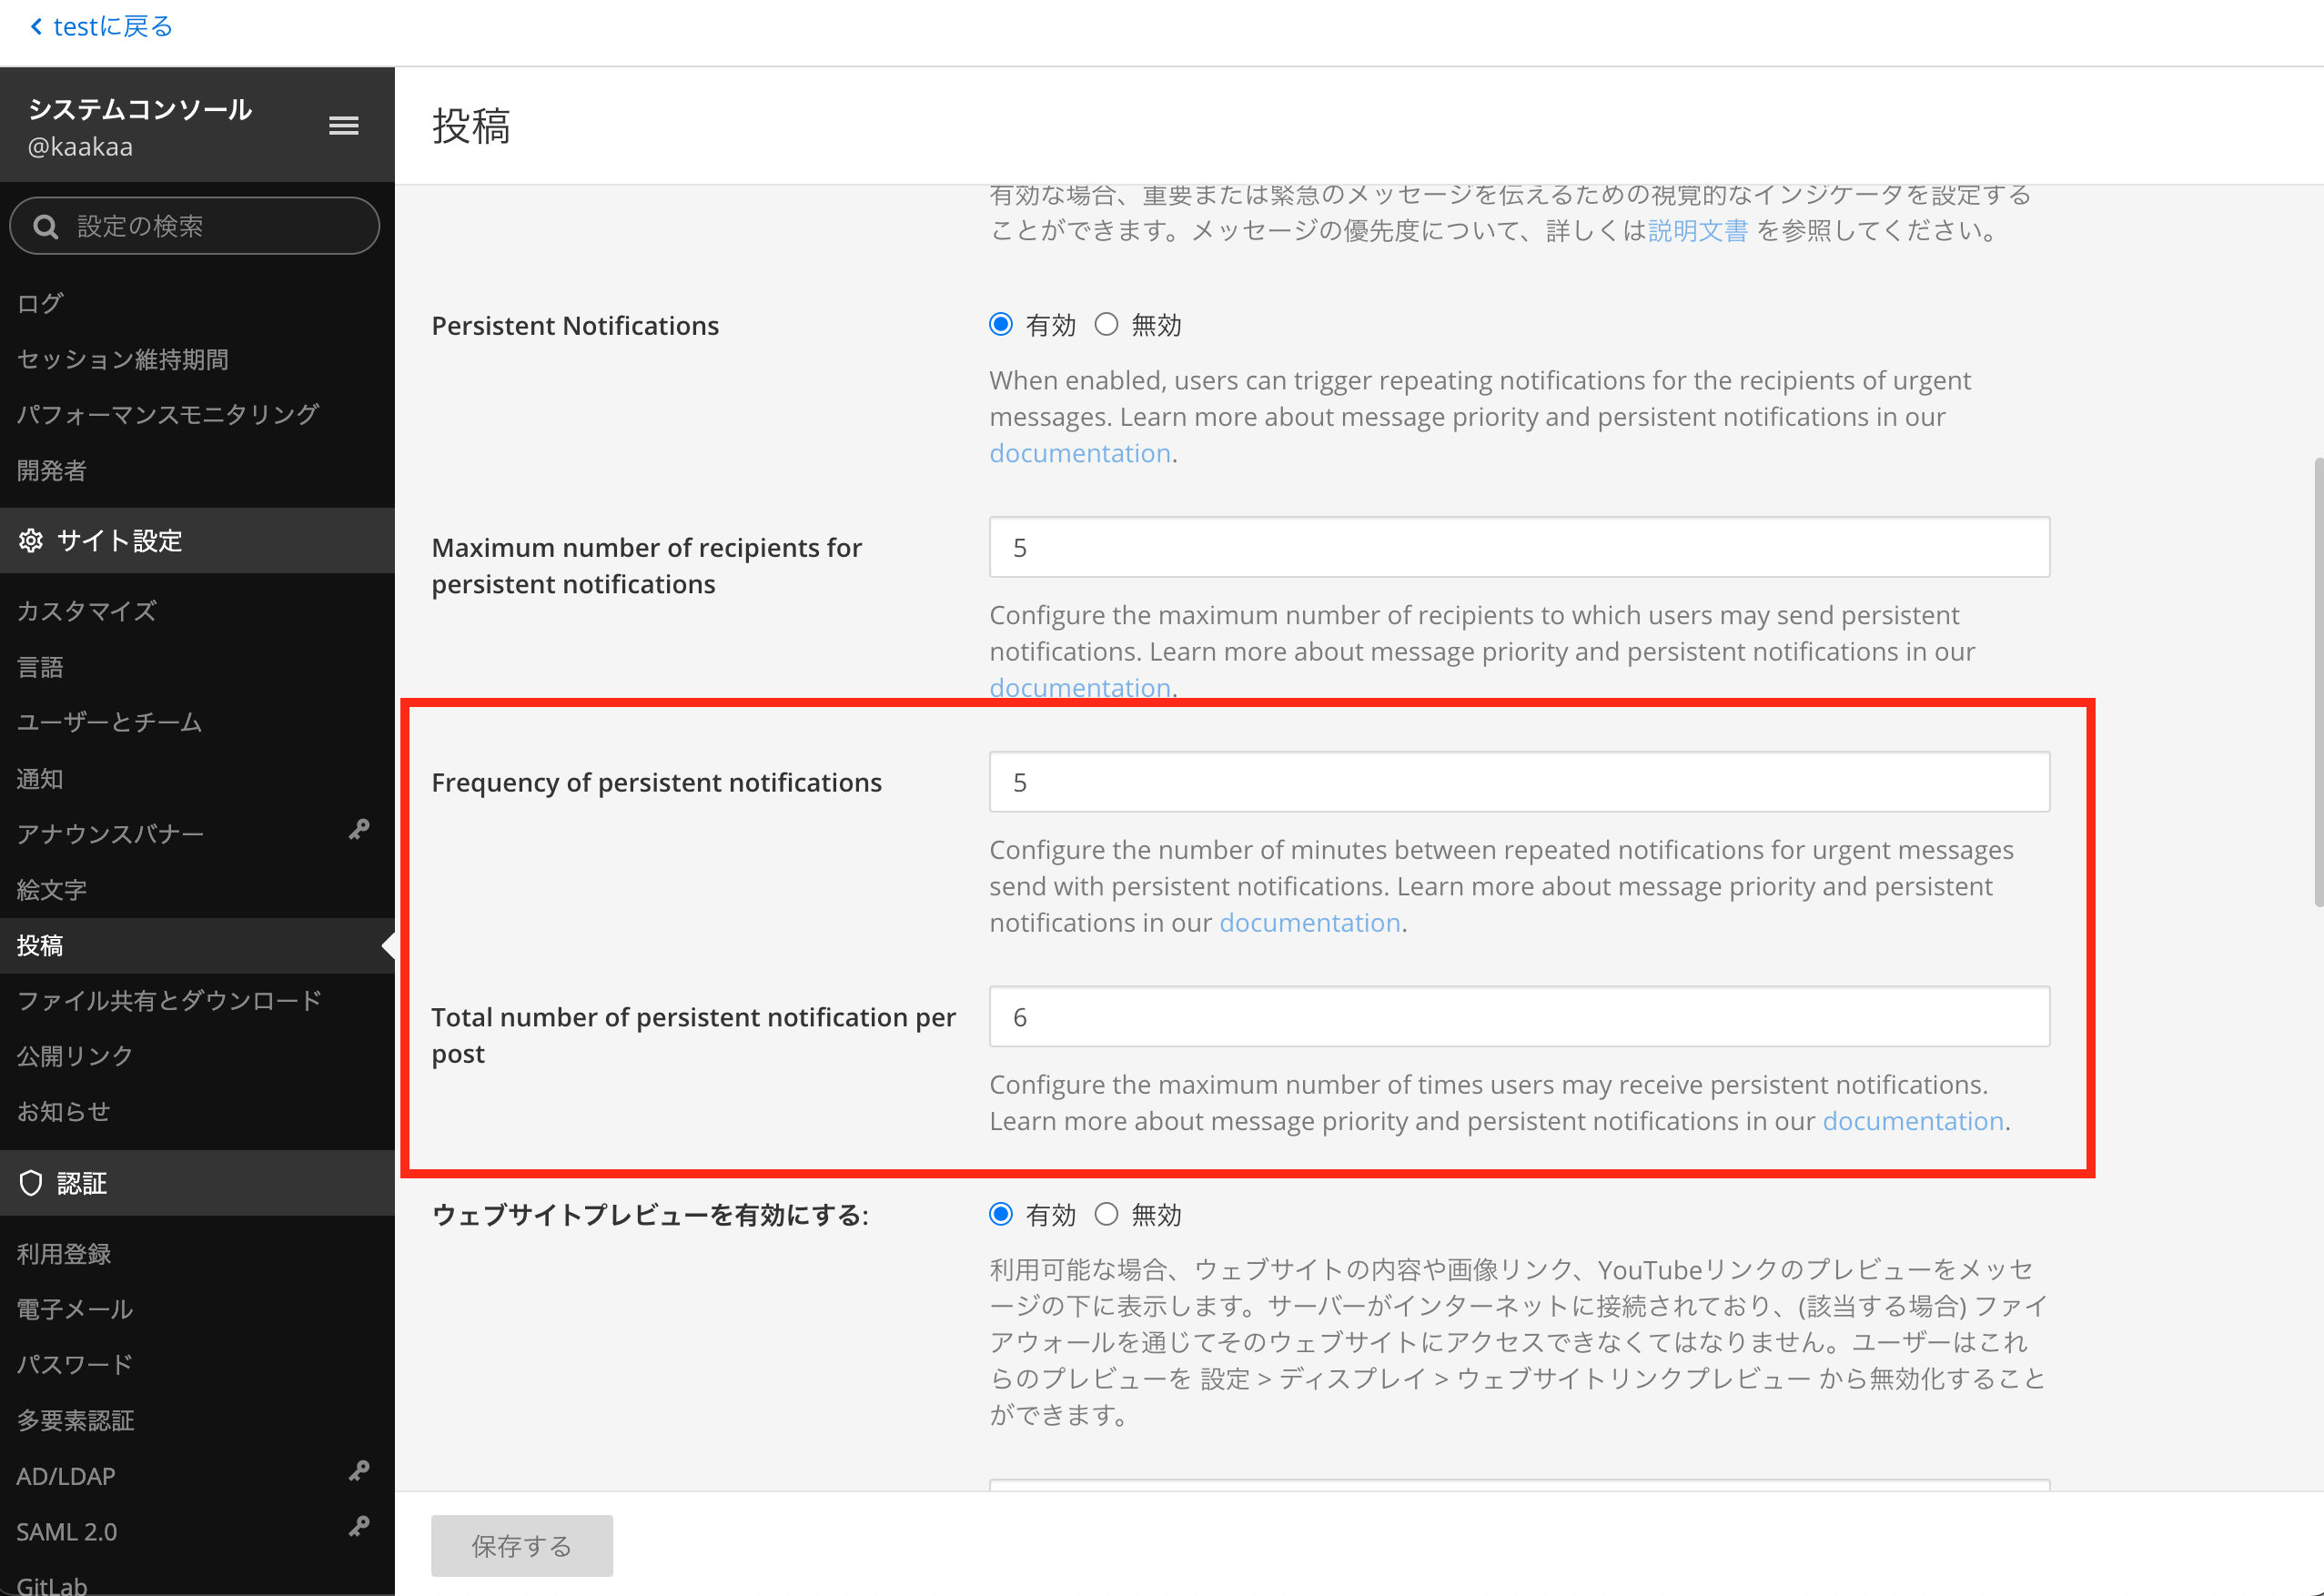 testに戻る
システムコンソール
@kaakaa
設定の検索
ログ
セッション維持期間
パフォーマンスモニタリング
開発者
サイト設定
カスタマイズ
言語
ユーザーとチーム
通知
アナウンスバナー
絵文字
投稿
ファイル共有とダウンロード
公開リンク
お知らせ
認証
利用登録
電子メール
パスワード
多要素認証
AD/LDAP
SAML 2.0
GitLab
投稿
有効な場合、重要または緊急のメッセージを伝えるための視覚的なインジケータを設定する
ことができます。メッセージの優先度について、詳しくは説明文書 を参照してください。
Persistent Notifications
有効 無効
When enabled, users can trigger repeating notifications for the recipients of urgent
messages. Learn more about message priority and persistent notifications in our
documentation.
Maximum number of recipients for
persistent notifications
5
Configure the maximum number of recipients to which users may send persistent
notifications. Learn more about message priority and persistent notifications in our
documentation.
Frequency of persistent notifications
5
Configure the number of minutes between repeated notifications for urgent messages
send with persistent notifications. Learn more about message priority and persistent
notifications in our documentation.
Total number of persistent notification per
post
6
Configure the maximum number of times users may receive persistent notifications.
Learn more about message priority and persistent notifications in our documentation.
ウェブサイトプレビューを有効にする:
有効 無効
利用可能な場合、ウェブサイトの内容や画像リンク、YouTubeリンクのプレビューをメッセ
ージの下に表示します。サーバーがインターネットに接続されており、(該当する場合) ファイ
アウォールを通じてそのウェブサイトにアクセスできなくてはなりません。ユーザーはこれ
らのプレビューを 設定 > ディスプレイ > ウェブサイトリンクプレビュー から無効化すること
ができます。
保存する